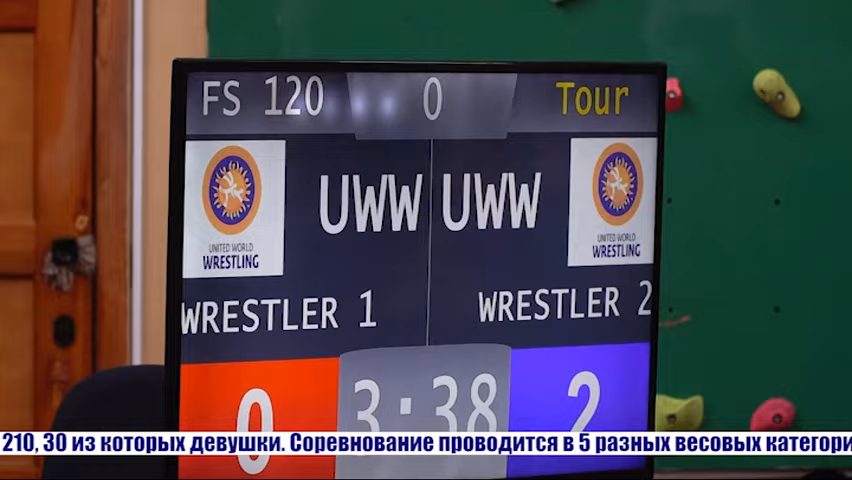 FS 120 0 Tour
UWW UWW
UNITED WORLD
WRESTLING
UNITED WORLD
WRESTLING
WRESTLER 1 WRESTLER 2
0 3:38 2
210, 30 из которых девушки. Соревнование проводится в 5 разных весовых